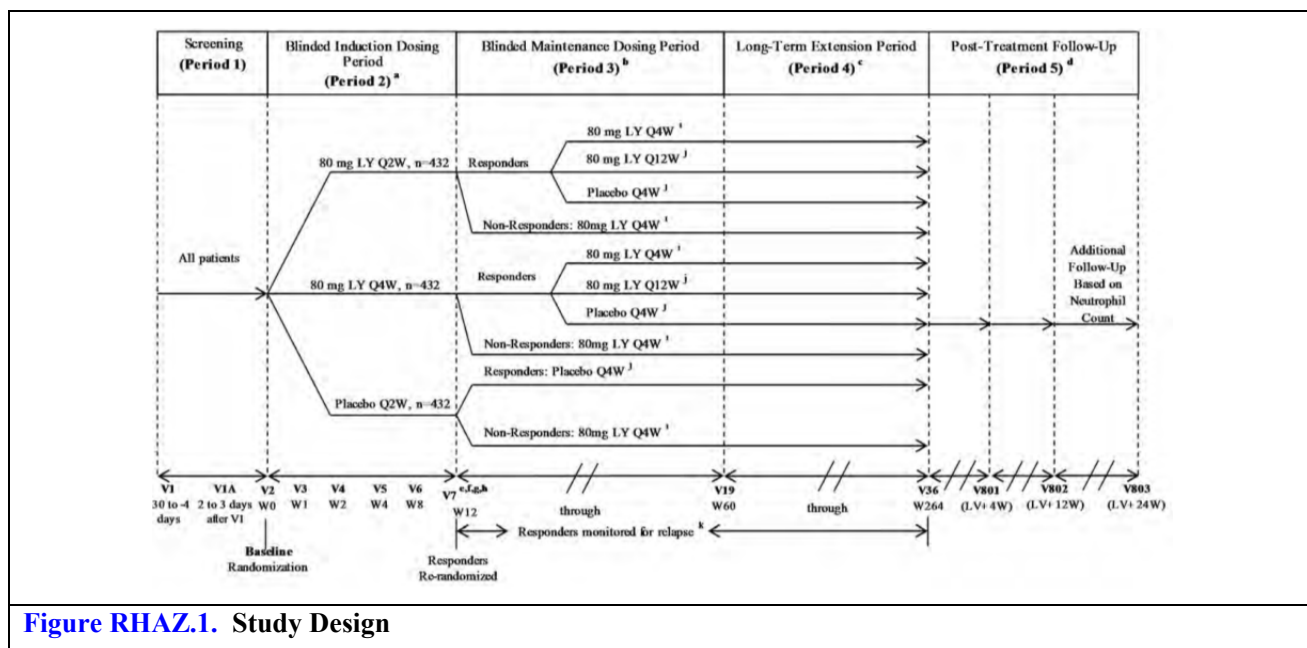 Screening
(Period 1)
Blinded Induction Dosing
Period
(Period 2) a
Blinded Maintenance Dosing Period
(Period 3) b
Long-Term Extension Period
(Period 4) c
Post-Treatment Follow-Up
(Period 5) d
80 mg LY Q4W i
80 mg LY Q2W, n=432
Responders
80 mg LY Q12W j
Placebo Q4W j
Non-Responders: 80mg LY Q4W i
All patients
80 mg LY Q4W i
80 mg LY Q4W, n=432
Responders
80 mg LY Q12W j
Placebo Q4W j
Additional
Follow-Up
Based on
Neutrophil
Count
Non-Responders: 80mg LY Q4W i
Responders: Placebo Q4W j
Placebo Q2W, n=432
Non-Responders: 80mg LY Q4W i
V1
30 to -4
days
V1A
2 to 3 days
after V1
V2
W0
V3
W1
V4
W2
V5
W4
V6
W8
V7 e,f,g,h
W12
through
V19
W60
through
V36
W264
V801
(LV+ 4W)
V802
(LV+ 12W)
V803
(LV+ 24W)
Responders monitored for relapse k
Baseline
Randomization
Responders
Re-randomized
Figure RHAZ.1. Study Design